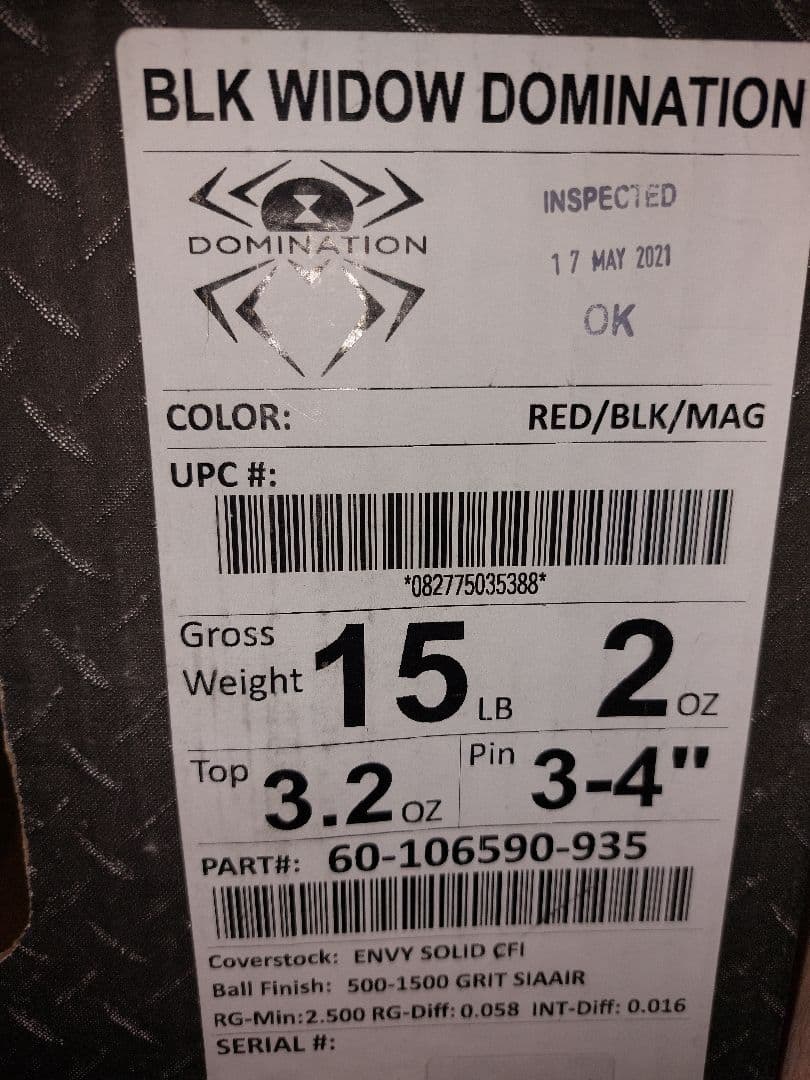 BLK WIDOW DOMINATION
DOMINATION
INSPECTED
17 MAY 2021
OK
COLOR: RED/BLK/MAG
UPC #:
*082775035388*
Gross Weight 15 LB 2 OZ
Top 3.2 OZ Pin 3-4"
PART#: 60-106590-935
Coverstock: ENVY SOLID CFI
Ball Finish: 500-1500 GRIT SIAAIR
RG-Min:2.500 RG-Diff: 0.058 INT-Diff: 0.016
SERIAL #: